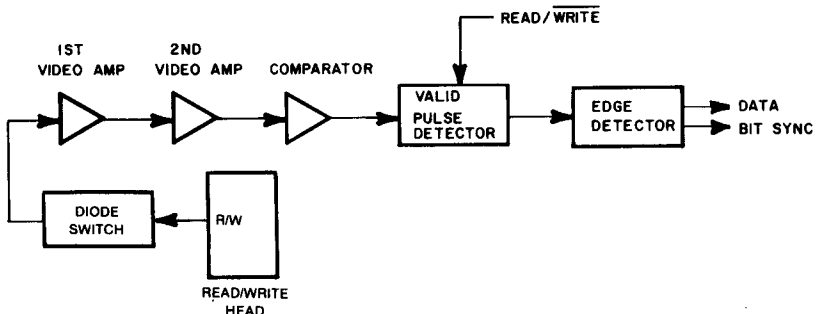 READ/WRITE
1ST
VIDEO AMP
2ND
VIDEO AMP
COMPARATOR
VALID
PULSE
DETECTOR
EDGE
DETECTOR
DATA
BIT SYNC
DIODE
SWITCH
R/W
READ/WRITE
HEAD